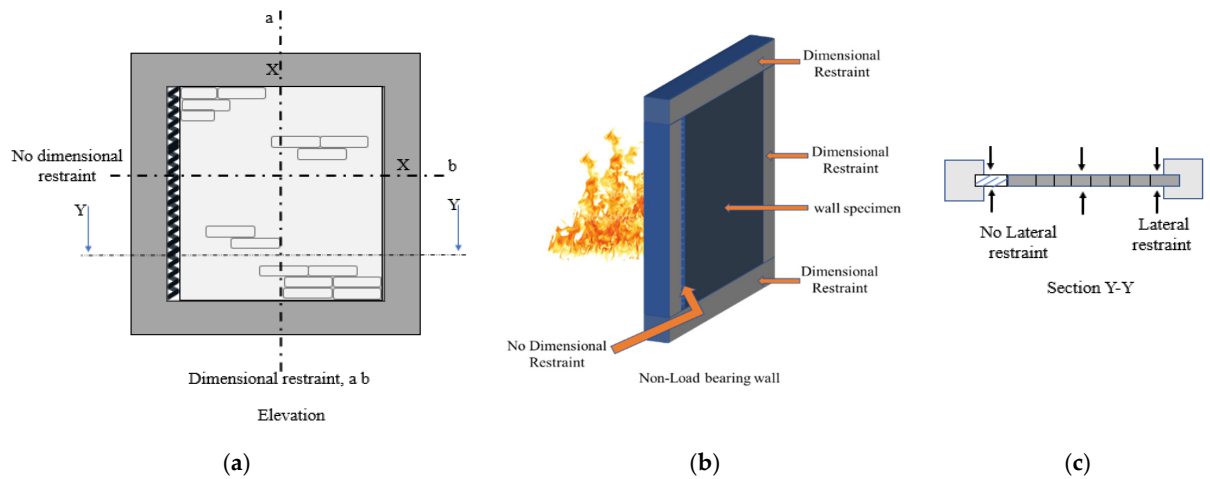 a
X
No dimensional
restraint
X
b
Y
Y
Dimensional restraint, a b
Elevation
(a)
Dimensional
Restraint
Dimensional
Restraint
wall specimen
Dimensional
Restraint
No Dimensional
Restraint
Non-Load bearing wall
(b)
No Lateral
restraint
Lateral
restraint
Section Y-Y
(c)